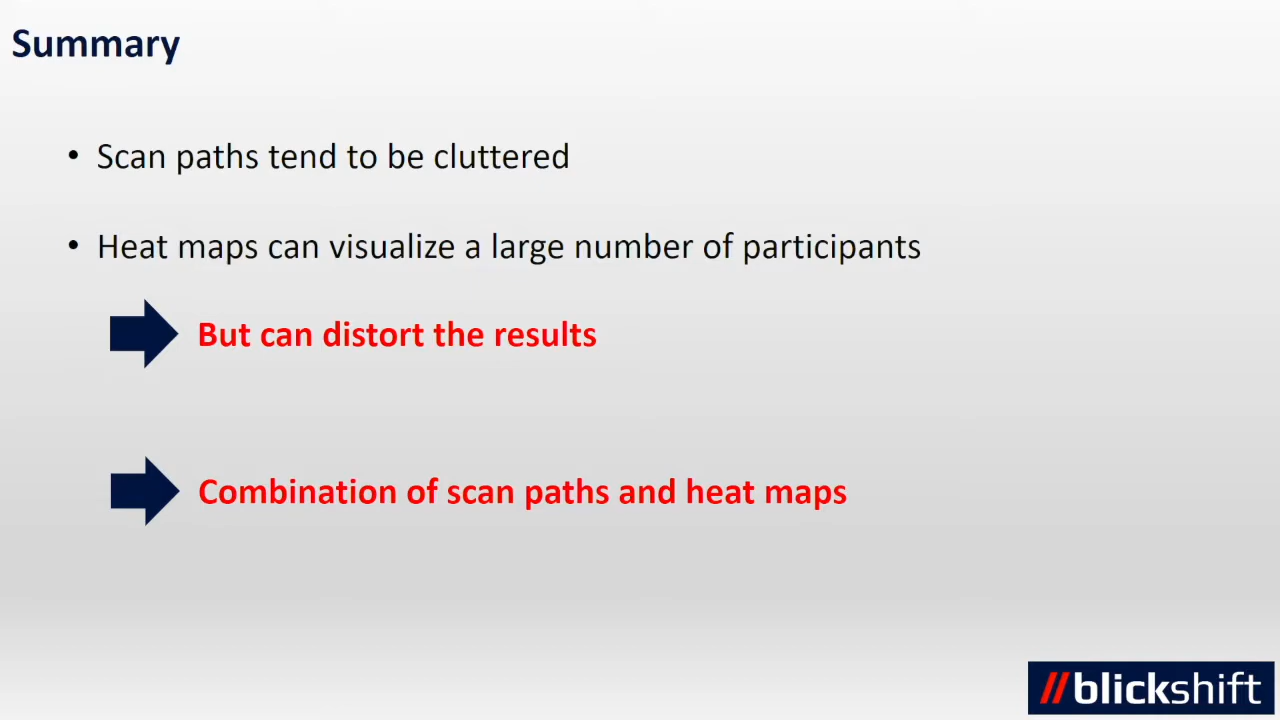 Summary
• Scan paths tend to be cluttered
• Heat maps can visualize a large number of participants
But can distort the results
Combination of scan paths and heat maps
//blickshift